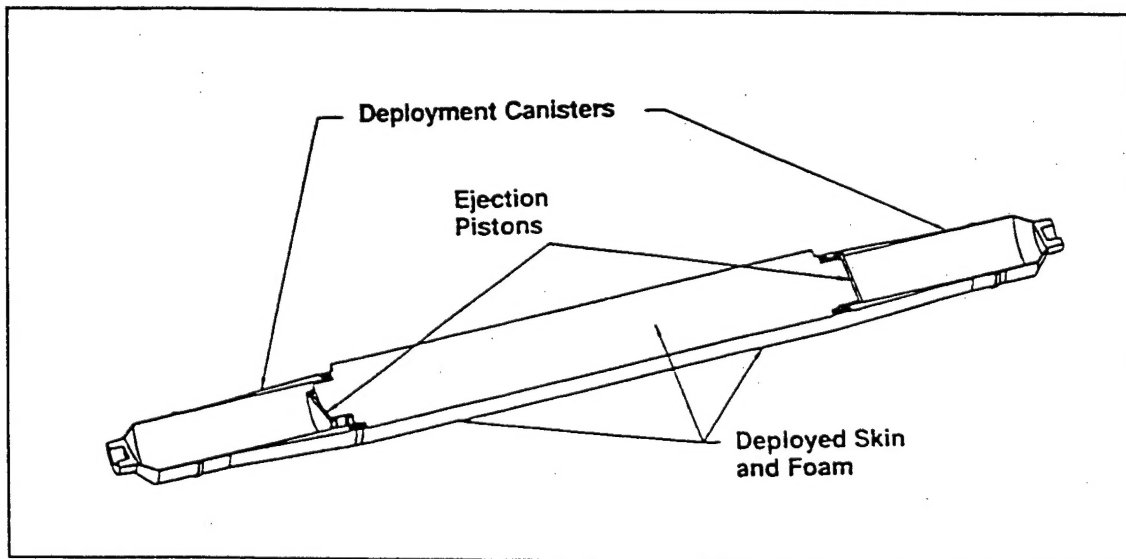 Deployment Canisters
Ejection
Pistons
Deployed Skin
and Foam